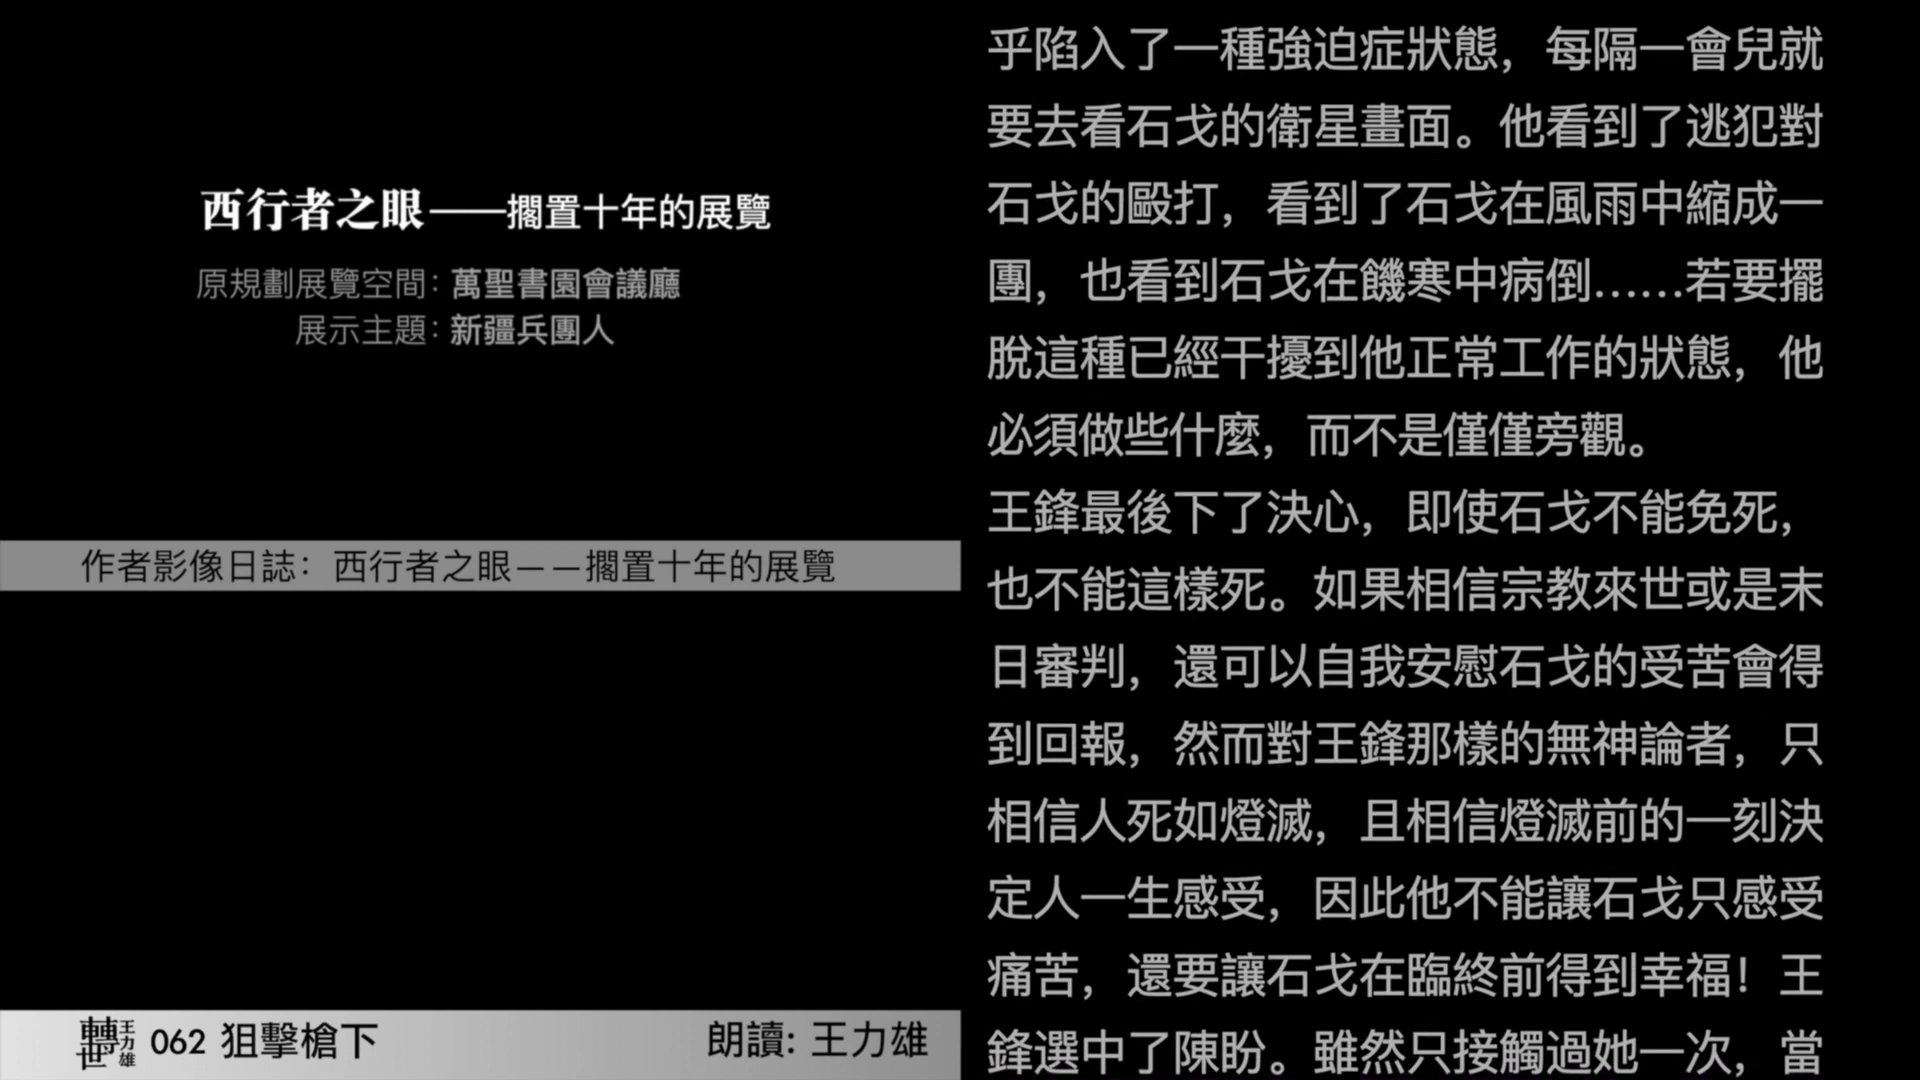 西行者之眼——擱置十年的展覽
原規劃展覽空間：萬聖書園會議廳
展示主題：新疆兵團人
作者影像日誌：西行者之眼——擱置十年的展覽
轉世
王力雄
062 狙擊槍下
朗讀：王力雄
乎陷入了一種強迫症狀態，每隔一會兒就
要去看石戈的衛星畫面。他看到了逃犯對
石戈的毆打，看到了石戈在風雨中縮成一
團，也看到石戈在饑寒中病倒……若要擺
脫這種已經干擾到他正常工作的狀態，他
必須做些什麼，而不是僅僅旁觀。
王鋒最後下了決心，即使石戈不能免死，
也不能這樣死。如果相信宗教來世或是末
日審判，還可以自我安慰石戈的受苦會得
到回報，然而對王鋒那樣的無神論者，只
相信人死如燈滅，且相信燈滅前的一刻決
定人一生感受，因此他不能讓石戈只感受
痛苦，還要讓石戈在臨終前得到幸福！王
鋒選中了陳盼。雖然只接觸過她一次，當